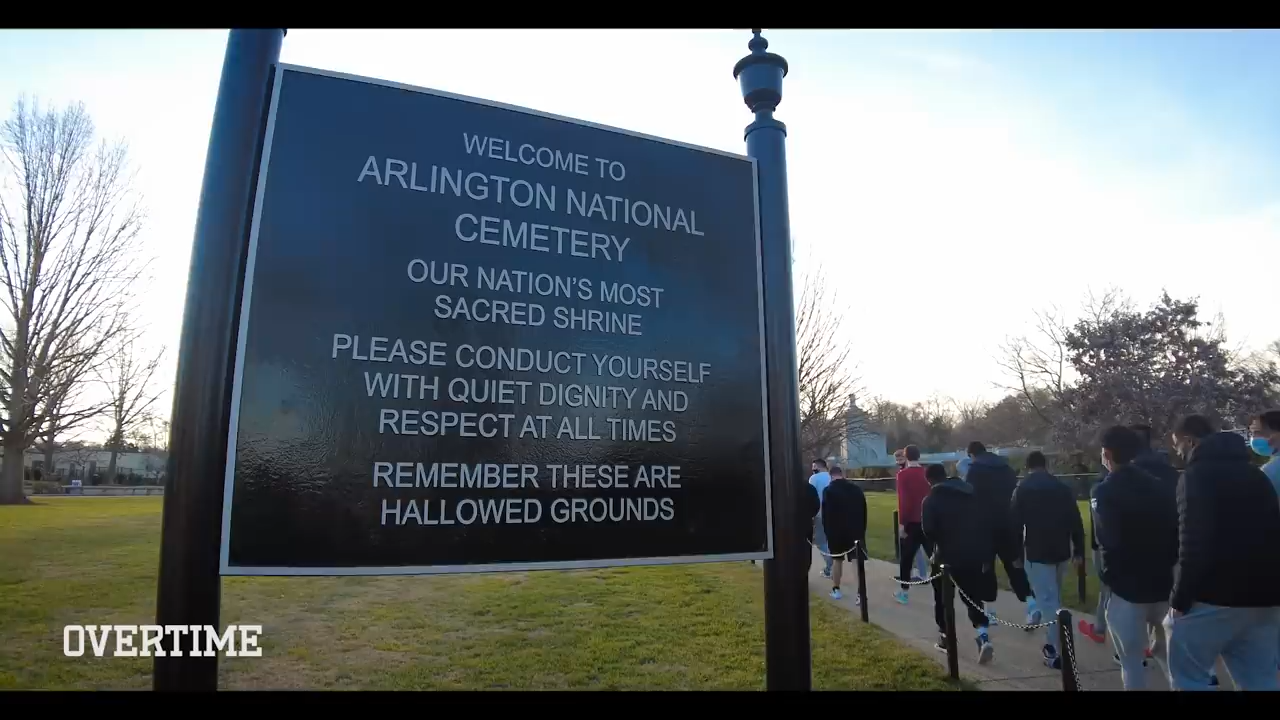 WELCOME TO
ARLINGTON NATIONAL
CEMETERY
OUR NATION'S MOST
SACRED SHRINE
PLEASE CONDUCT YOURSELF
WITH QUIET DIGNITY AND
RESPECT AT ALL TIMES
REMEMBER THESE ARE
HALLOWED GROUNDS
OVERTIME